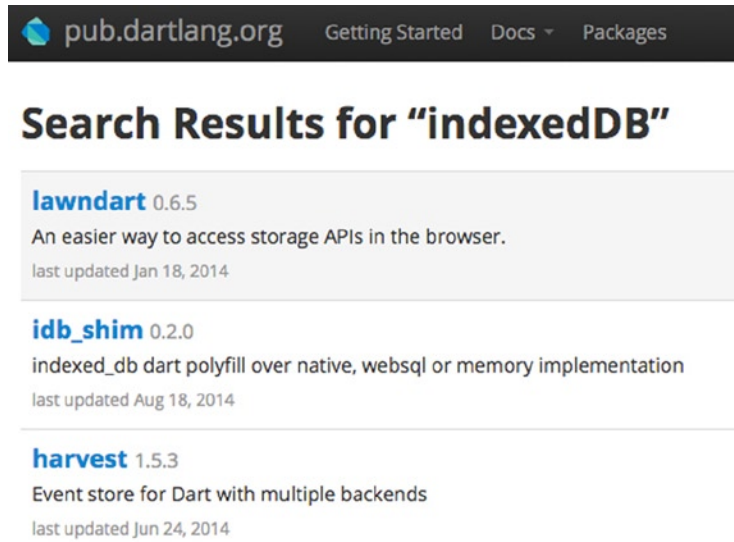 pub.dartlang.org Getting Started Docs Packages
Search Results for “indexedDB”
lawndart 0.6.5
An easier way to access storage APIs in the browser.
last updated Jan 18, 2014
idb_shim 0.2.0
indexed_db dart polyfill over native, websql or memory implementation
last updated Aug 18, 2014
harvest 1.5.3
Event store for Dart with multiple backends
last updated Jun 24, 2014